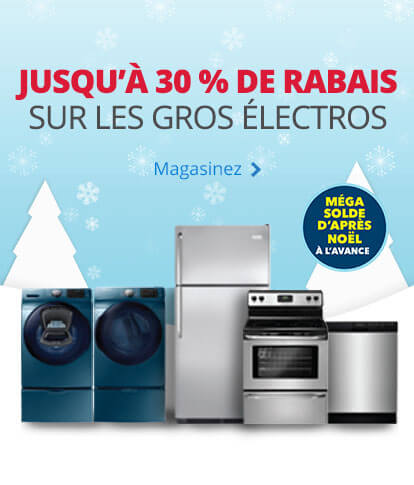 JUSQU'À 30 % DE RABAIS
SUR LES GROS ÉLECTROS
Magasinez
MÉGA
SOLDE
D'APRÈS
NOËL
À L'AVANCE